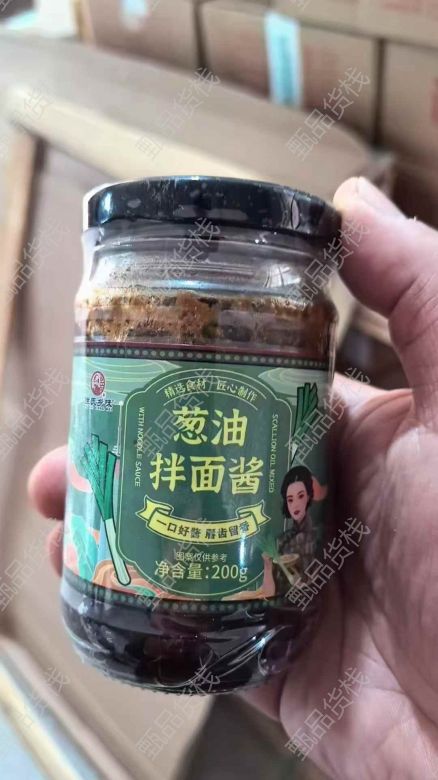 精选食材 匠心制作
葱油
拌面酱
WITH NOODLE SAUCE
SCALLION OIL MIXED
一口好酱 唇齿留香
图案仅供参考
净含量:200g
甄品货栈